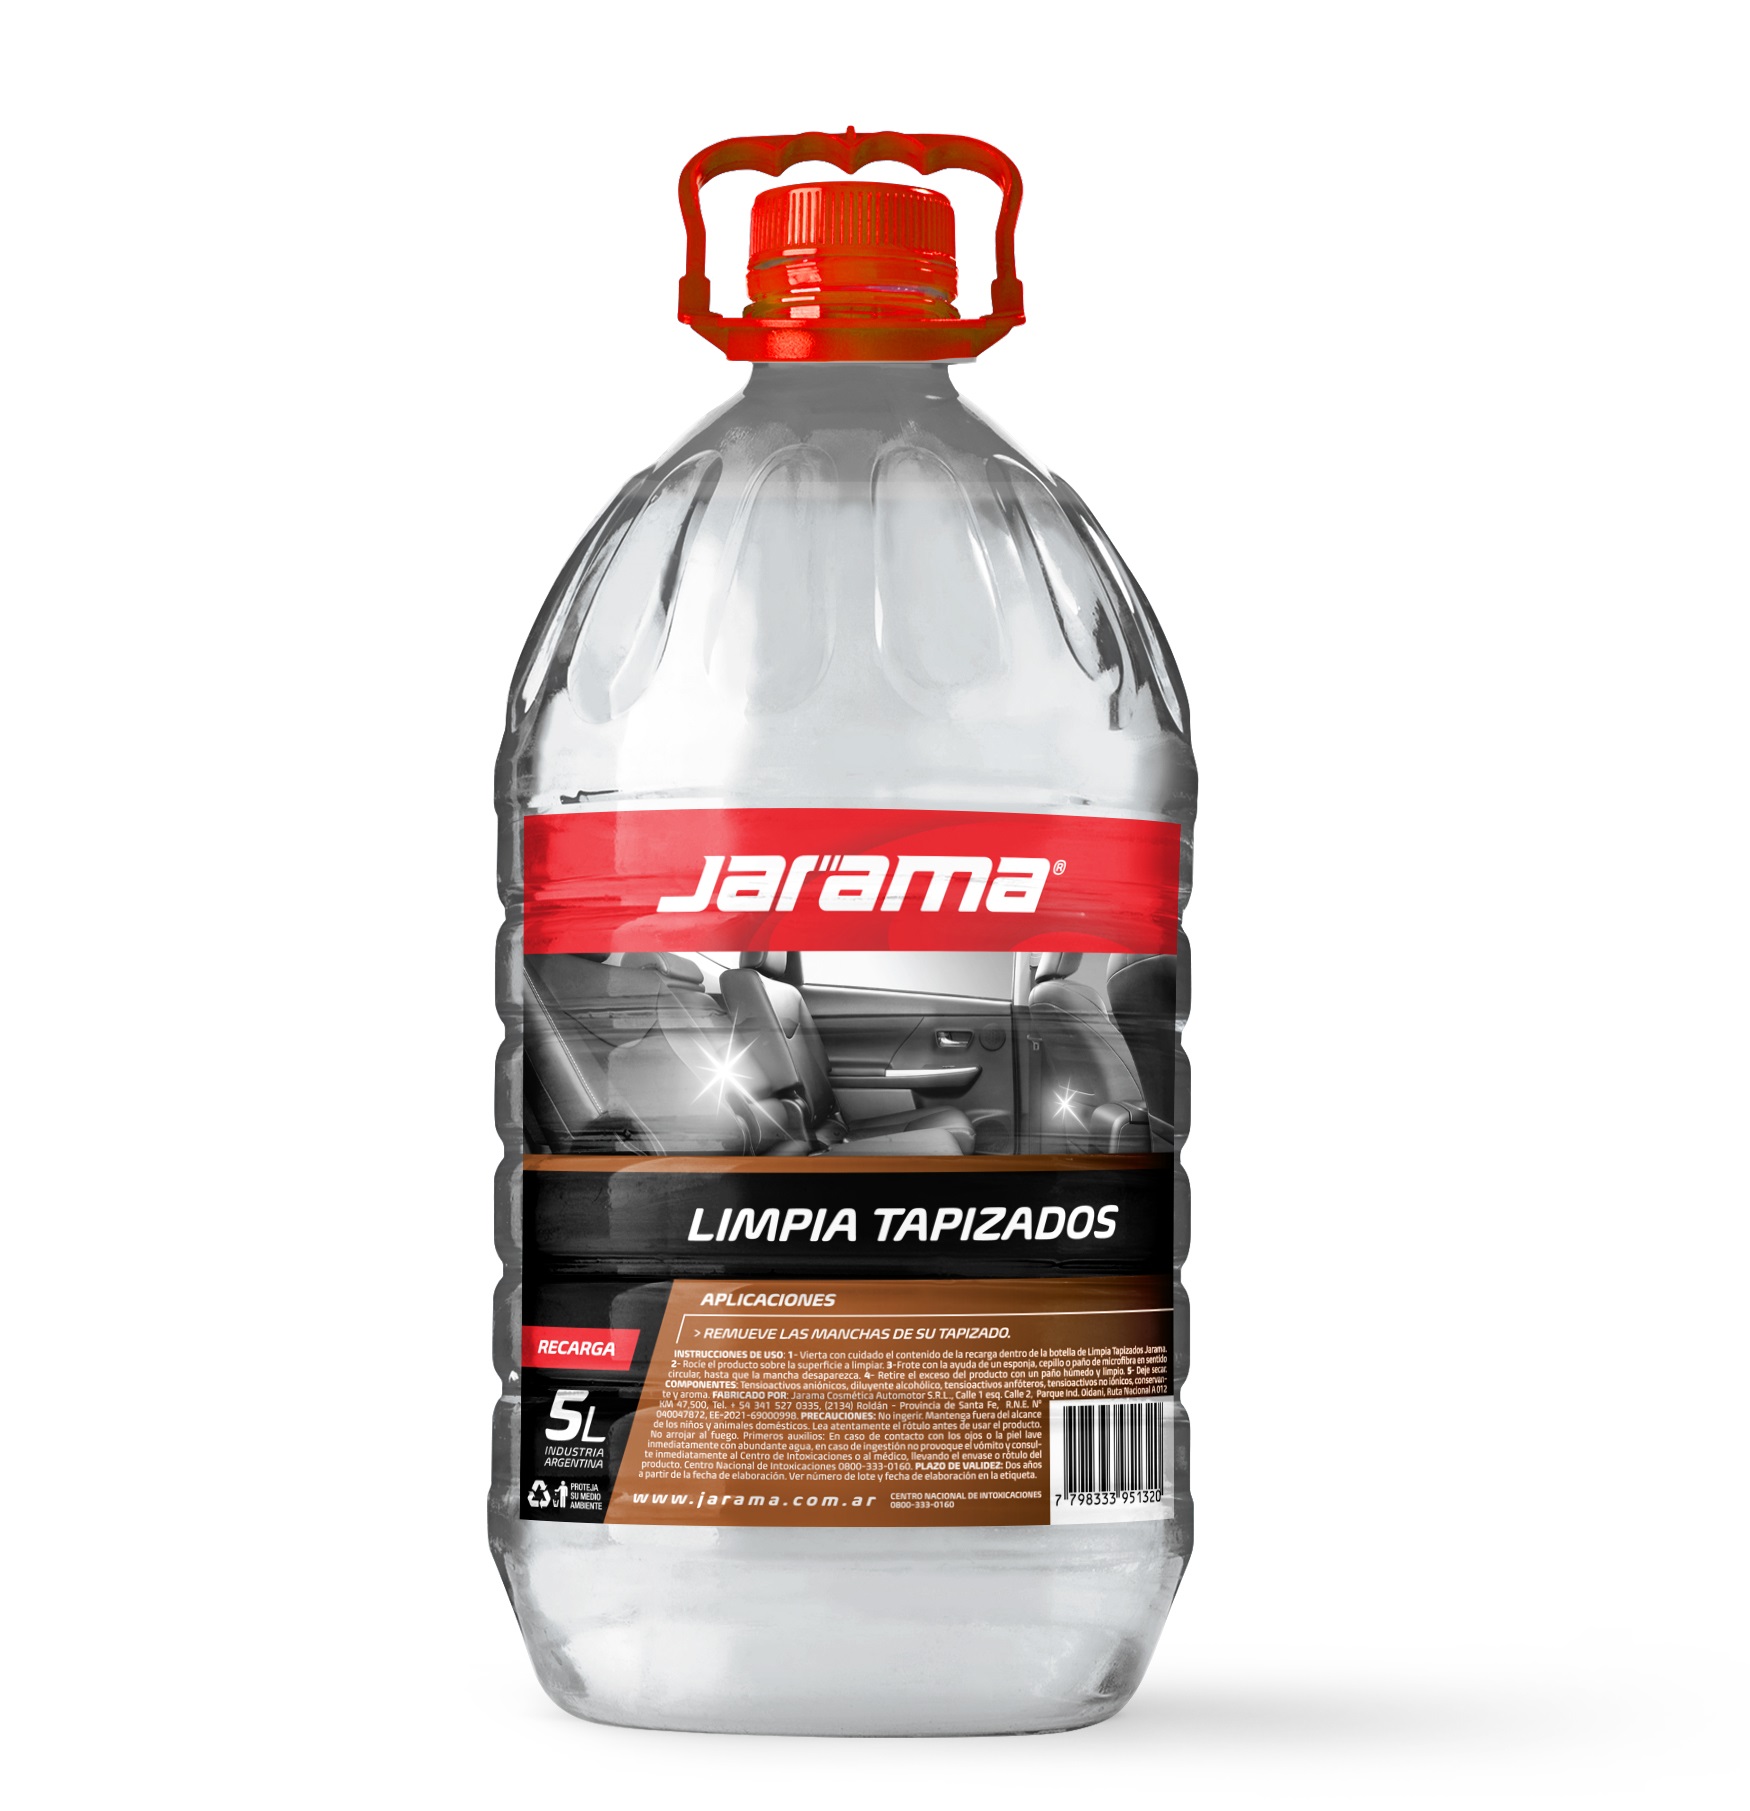 Jarama®
LIMPIA TAPIZADOS
APLICACIONES
> REMUEVE LAS MANCHAS DE SU TAPIZADO.
RECARGA
5L
INDUSTRIA
ARGENTINA
PROTEJA
SU MEDIO
AMBIENTE
INSTRUCCIONES DE USO: 1- Vierta con cuidado el contenido de la recarga dentro de la botella de Limpia Tapizados Jarama.
2- Rocíe el producto sobre la superficie a limpiar. 3-Frote con la ayuda de un esponja, cepillo o paño de microfibra en sentido
circular, hasta que la mancha desaparezca. 4- Retire el exceso del producto con un paño húmedo y limpio. 5- Deje secar.
COMPONENTES: Tensioactivos aniónicos, diluyente alcohólico, tensioactivos anfóteros, tensioactivos no iónicos, conservan-
te y aroma. FABRICADO POR: Jarama Cosmética Automotor S.R.L., Calle 1 esq. Calle 2, Parque Ind. Oldani, Ruta Nacional A 012
KM 47,500, Tel. + 54 341 527 0335, (2134) Roldán - Provincia de Santa Fe, R.N.E. Nº
040047872, EE-2021-69000998. PRECAUCIONES: No ingerir. Mantenga fuera del alcance
de los niños y animales domésticos. Lea atentamente el rótulo antes de usar el producto.
No arrojar al fuego. Primeros auxilios: En caso de contacto con los ojos o la piel lave
inmediatamente con abundante agua, en caso de ingestión no provoque el vómito y consul-
te inmediatamente al Centro de Intoxicaciones o al médico, llevando el envase o rótulo del
producto. Centro Nacional de Intoxicaciones 0800-333-0160. PLAZO DE VALIDEZ: Dos años
a partir de la fecha de elaboración. Ver número de lote y fecha de elaboración en la etiqueta.
www.jarama.com.ar
CENTRO NACIONAL DE INTOXICACIONES
0800-333-0160
7 798333 951320